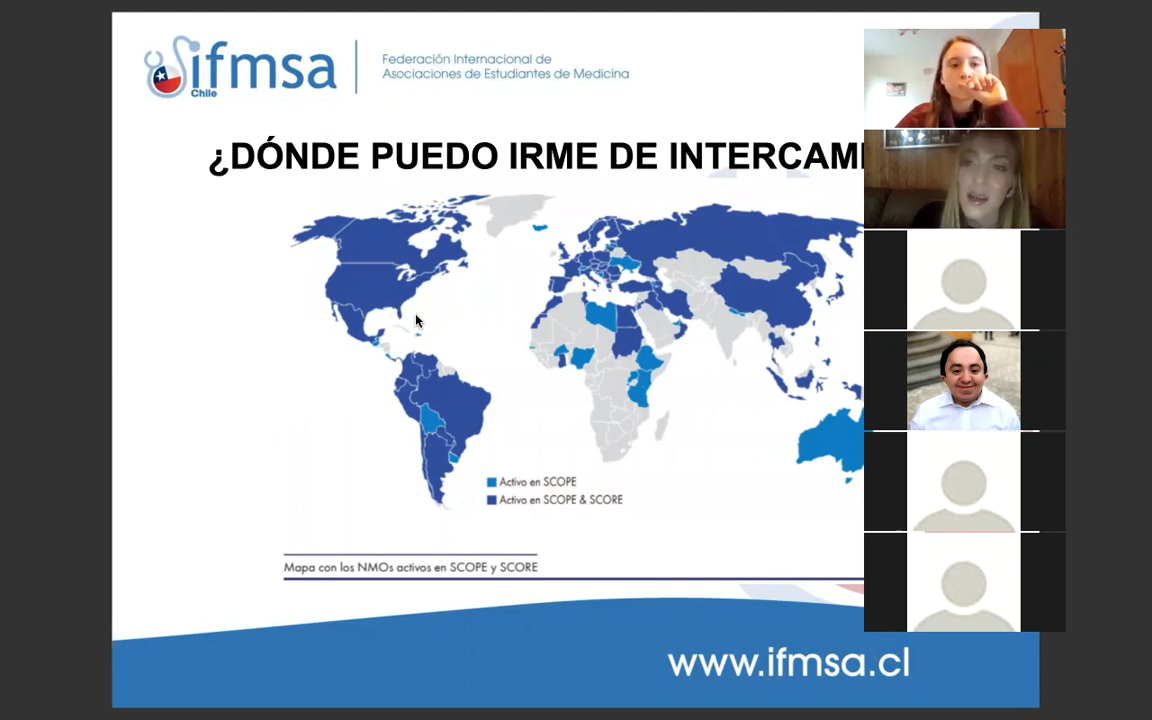 ifmsa
Chile
Federación Internacional de
Asociaciones de Estudiantes de Medicina
¿DÓNDE PUEDO IRME DE INTERCAM
Activo en SCOPE
Activo en SCOPE & SCORE
Mapa con los NMOs activos en SCOPE y SCORE
www.ifmsa.cl